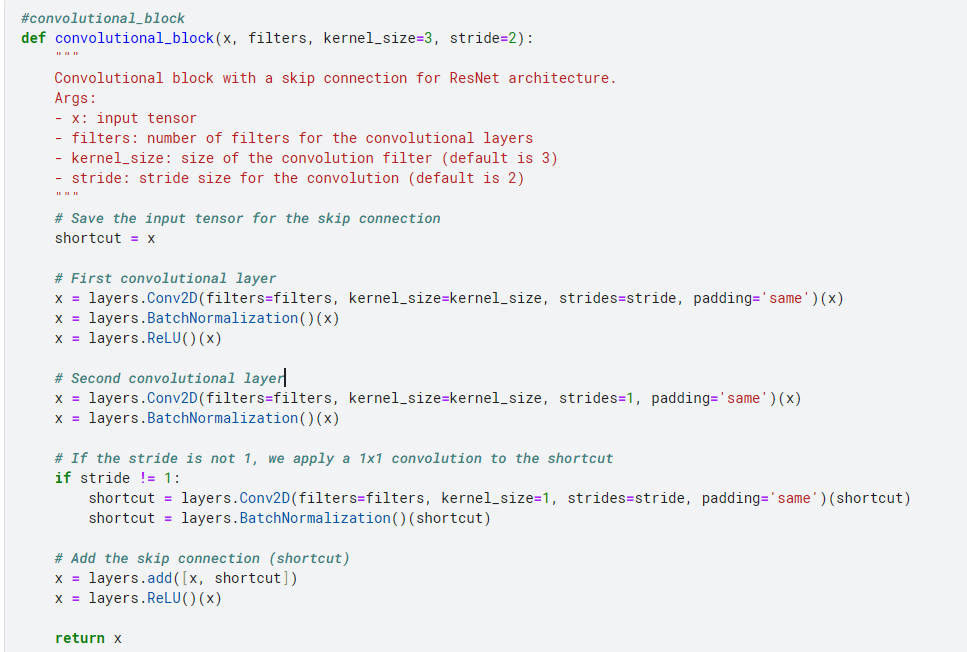 #convolutional_block
def convolutional_block(x, filters, kernel_size=3, stride=2):
    """
    Convolutional block with a skip connection for ResNet architecture.
    Args:
    - x: input tensor
    - filters: number of filters for the convolutional layers
    - kernel_size: size of the convolution filter (default is 3)
    - stride: stride size for the convolution (default is 2)
    """
    # Save the input tensor for the skip connection
    shortcut = x

    # First convolutional layer
    x = layers.Conv2D(filters=filters, kernel_size=kernel_size, strides=stride, padding='same')(x)
    x = layers.BatchNormalization()(x)
    x = layers.ReLU()(x)

    # Second convolutional layer
    x = layers.Conv2D(filters=filters, kernel_size=kernel_size, strides=1, padding='same')(x)
    x = layers.BatchNormalization()(x)

    # If the stride is not 1, we apply a 1x1 convolution to the shortcut
    if stride != 1:
        shortcut = layers.Conv2D(filters=filters, kernel_size=1, strides=stride, padding='same')(shortcut)
        shortcut = layers.BatchNormalization()(shortcut)

    # Add the skip connection (shortcut)
    x = layers.add([x, shortcut])
    x = layers.ReLU()(x)

    return x